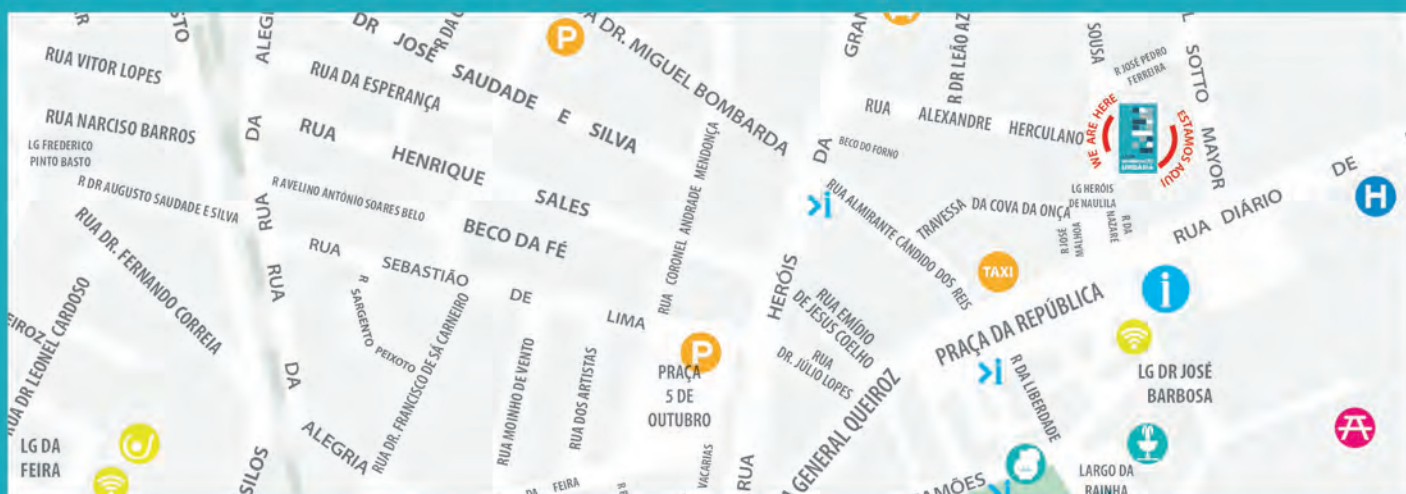 RUA VITOR LOPES
RUA NARCISO BARROS
LG FREDERICO
PINTO BASTO
R DR AUGUSTO SAUDADE E SILVA
RUA DR. FERNANDO CORREIA
RUA DR LEONEL CARDOSO
LG DA
FEIRA
RUA DA ALEGRIA
DR JOSÉ SAUDADE E SILVA
RUA DA ESPERANÇA
RUA HENRIQUE SALES
R AVELINO ANTÓNIO SOARES BELO
BECO DA FÉ
RUA SEBASTIÃO DE LIMA
R SARGENTO PEIXOTO
RUA DR. FRANCISCO DE SÁ CARNEIRO
RUA MOINHO DE VENTO
RUA DOS ARTISTAS
RUA CORONEL ANDRADE MENDONÇA
P
P
PRAÇA
5 DE
OUTUBRO
VACARIAS
FEIRA
SILOS
DR. MIGUEL BOMBARDA
RUA
HERÓIS
DA
R DR LEÃO AZ
RUA ALEXANDRE HERCULANO
BECO DO FORNO
RUA ALMIRANTE CÂNDIDO DOS REIS
TRAVESSA DA COVA DA ONÇA
RUA EMÍDIO
DE JESUS COELHO
RUA
DR. JÚLIO LOPES
GENERAL QUEIROZ
TAXI
PRAÇA DA REPÚBLICA
SOUSA
R JOSÉ PEDRO
FERREIRA
SOTTO MAYOR
WE ARE HERE
ESTAMOS AQUI
LG HERÓIS
DE NAULILA
R JOSÉ
MALHOA
R DA
NAZARÉ
RUA DIÁRIO DE
H
i
>i
>i
R DA LIBERDADE
LG DR JOSÉ
BARBOSA
LARGO DA
RAINHA